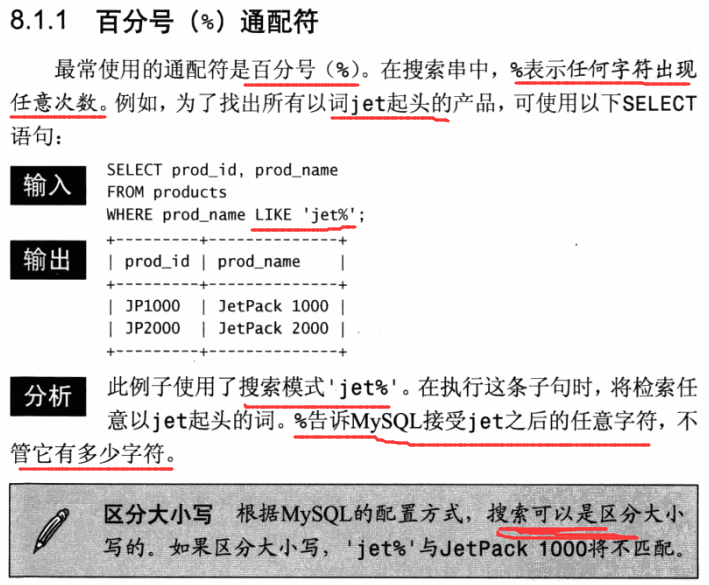 8.1.1 百分号（%）通配符
最常使用的通配符是百分号（%）。在搜索串中，%表示任何字符出现
任意次数。例如，为了找出所有以词jet起头的产品，可使用以下SELECT
语句：
输入
SELECT prod_id, prod_name
FROM products
WHERE prod_name LIKE 'jet%';
输出
+---------+--------------+
| prod_id | prod_name    |
+---------+--------------+
| JP1000  | JetPack 1000 |
| JP2000  | JetPack 2000 |
+---------+--------------+
分析
此例子使用了搜索模式'jet%'。在执行这条子句时，将检索任
意以jet起头的词。%告诉MySQL接受jet之后的任意字符，不
管它有多少字符。
区分大小写 根据MySQL的配置方式，搜索可以是区分大小
写的。如果区分大小写，'jet%'与JetPack 1000将不匹配。